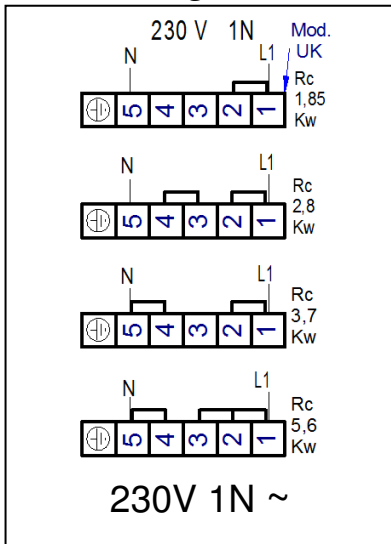 230 V 1N Mod.
N L1 UK
5 4 3 2 1 Rc
1,85
Kw
N L1
5 4 3 2 1 Rc
2,8
Kw
N L1
5 4 3 2 1 Rc
3,7
Kw
N L1
5 4 3 2 1 Rc
5,6
Kw
230V 1N ~